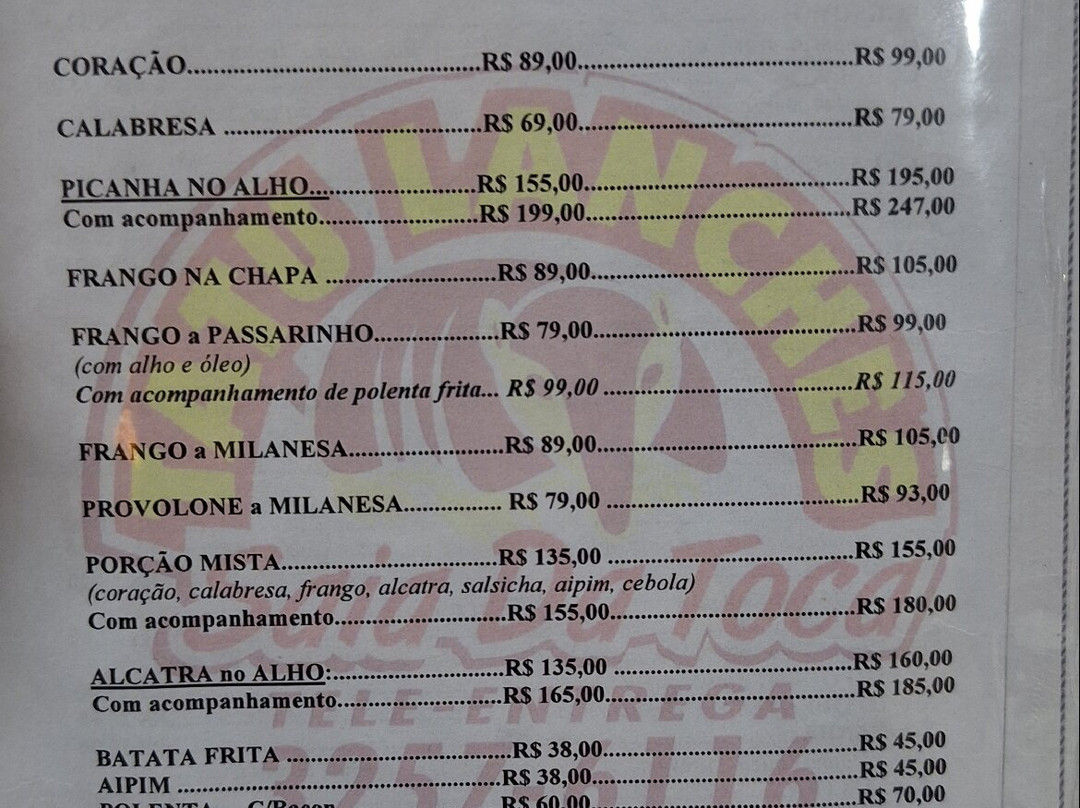 CORAÇÃO..............................................R$ 89,00...........................................R$ 99,00
CALABRESA .........................................R$ 69,00...........................................R$ 79,00
PICANHA NO ALHO..........................R$ 155,00.........................................R$ 195,00
Com acompanhamento.........................R$ 199,00.........................................R$ 247,00
FRANGO NA CHAPA ...........................R$ 89,00.........................................R$ 105,00
FRANGO a PASSARINHO....................R$ 79,00.........................................R$ 99,00
(com alho e óleo)
Com acompanhamento de polenta frita... R$ 99,00 .......................................R$ 115,00
FRANGO a MILANESA.........................R$ 89,00.........................................R$ 105,00
PROVOLONE a MILANESA................ R$ 79,00 .......................................R$ 93,00
PORÇÃO MISTA...................................R$ 135,00 .......................................R$ 155,00
(coração, calabresa, frango, alcatra, salsicha, aipim, cebola)
Com acompanhamento...........................R$ 155,00.......................................R$ 180,00
ALCATRA no ALHO:............................R$ 135,00 .....................................R$ 160,00
Com acompanhamento..........................R$ 165,00.......................................R$ 185,00
BATATA FRITA ....................................R$ 38,00.......................................R$ 45,00
AIPIM ....................................................R$ 38,00.......................................R$ 45,00
R$ 60,00.......................................R$ 70,00
LANCHES
Da Toca
TELE-ENTREGA